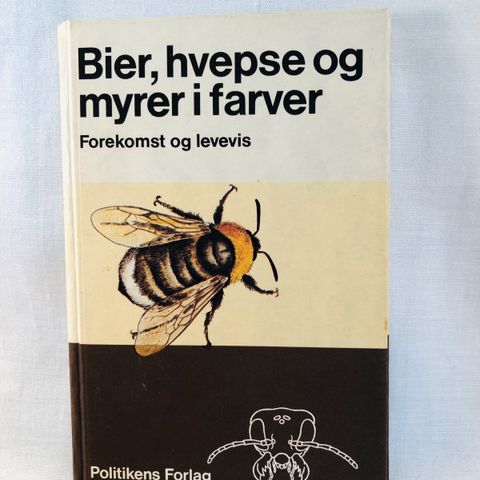 Bier, hvepse og
myrer i farver
Forekomst og levevis
Politikens Forlag